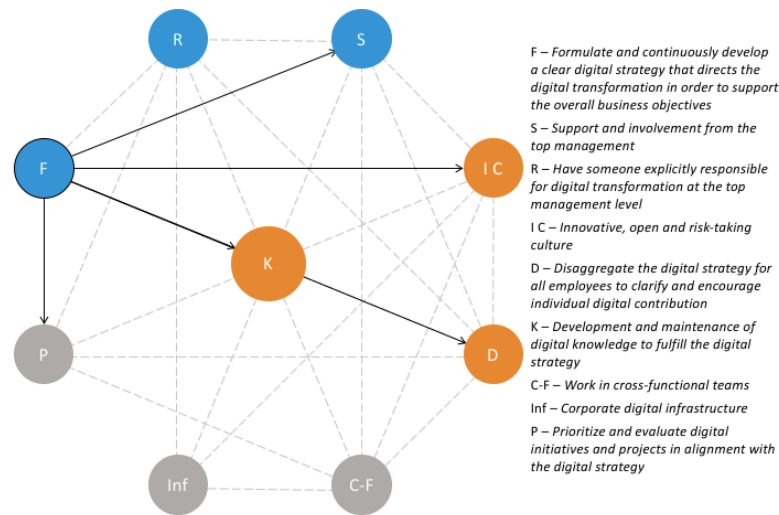 R
S
F
I C
K
P
D
Inf
C-F
F – Formulate and continuously develop
a clear digital strategy that directs the
digital transformation in order to support
the overall business objectives
S – Support and involvement from the
top management
R – Have someone explicitly responsible
for digital transformation at the top
management level
I C – Innovative, open and risk-taking
culture
D – Disaggregate the digital strategy for
all employees to clarify and encourage
individual digital contribution
K – Development and maintenance of
digital knowledge to fulfill the digital
strategy
C-F – Work in cross-functional teams
Inf – Corporate digital infrastructure
P – Prioritize and evaluate digital
initiatives and projects in alignment with
the digital strategy